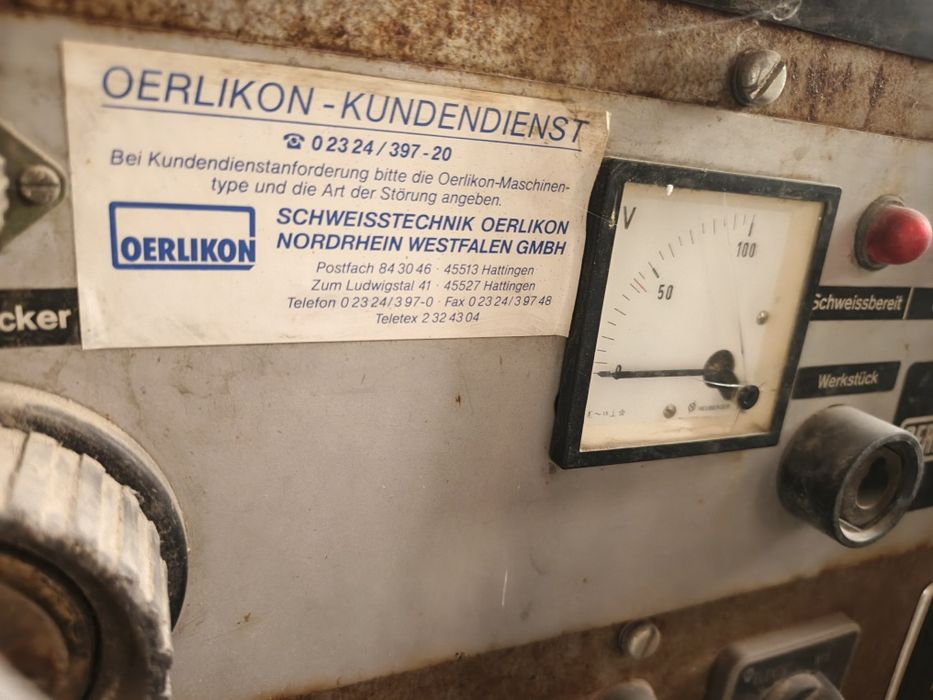 OERLIKON - KUNDENDIENST
☎ 0 23 24 / 397 - 20
Bei Kundendienstanforderung bitte die Oerlikon-Maschinen-
type und die Art der Störung angeben.
OERLIKON
SCHWEISSTECHNIK OERLIKON
NORDRHEIN WESTFALEN GMBH
Postfach 84 30 46 · 45513 Hattingen
Zum Ludwigstal 41 · 45527 Hattingen
Telefon 0 23 24 / 3 97-0 · Fax 0 23 24 / 3 97 48
Teletex 2 32 43 04
cker
V
50
100
0
Schweissbereit
Werkstück